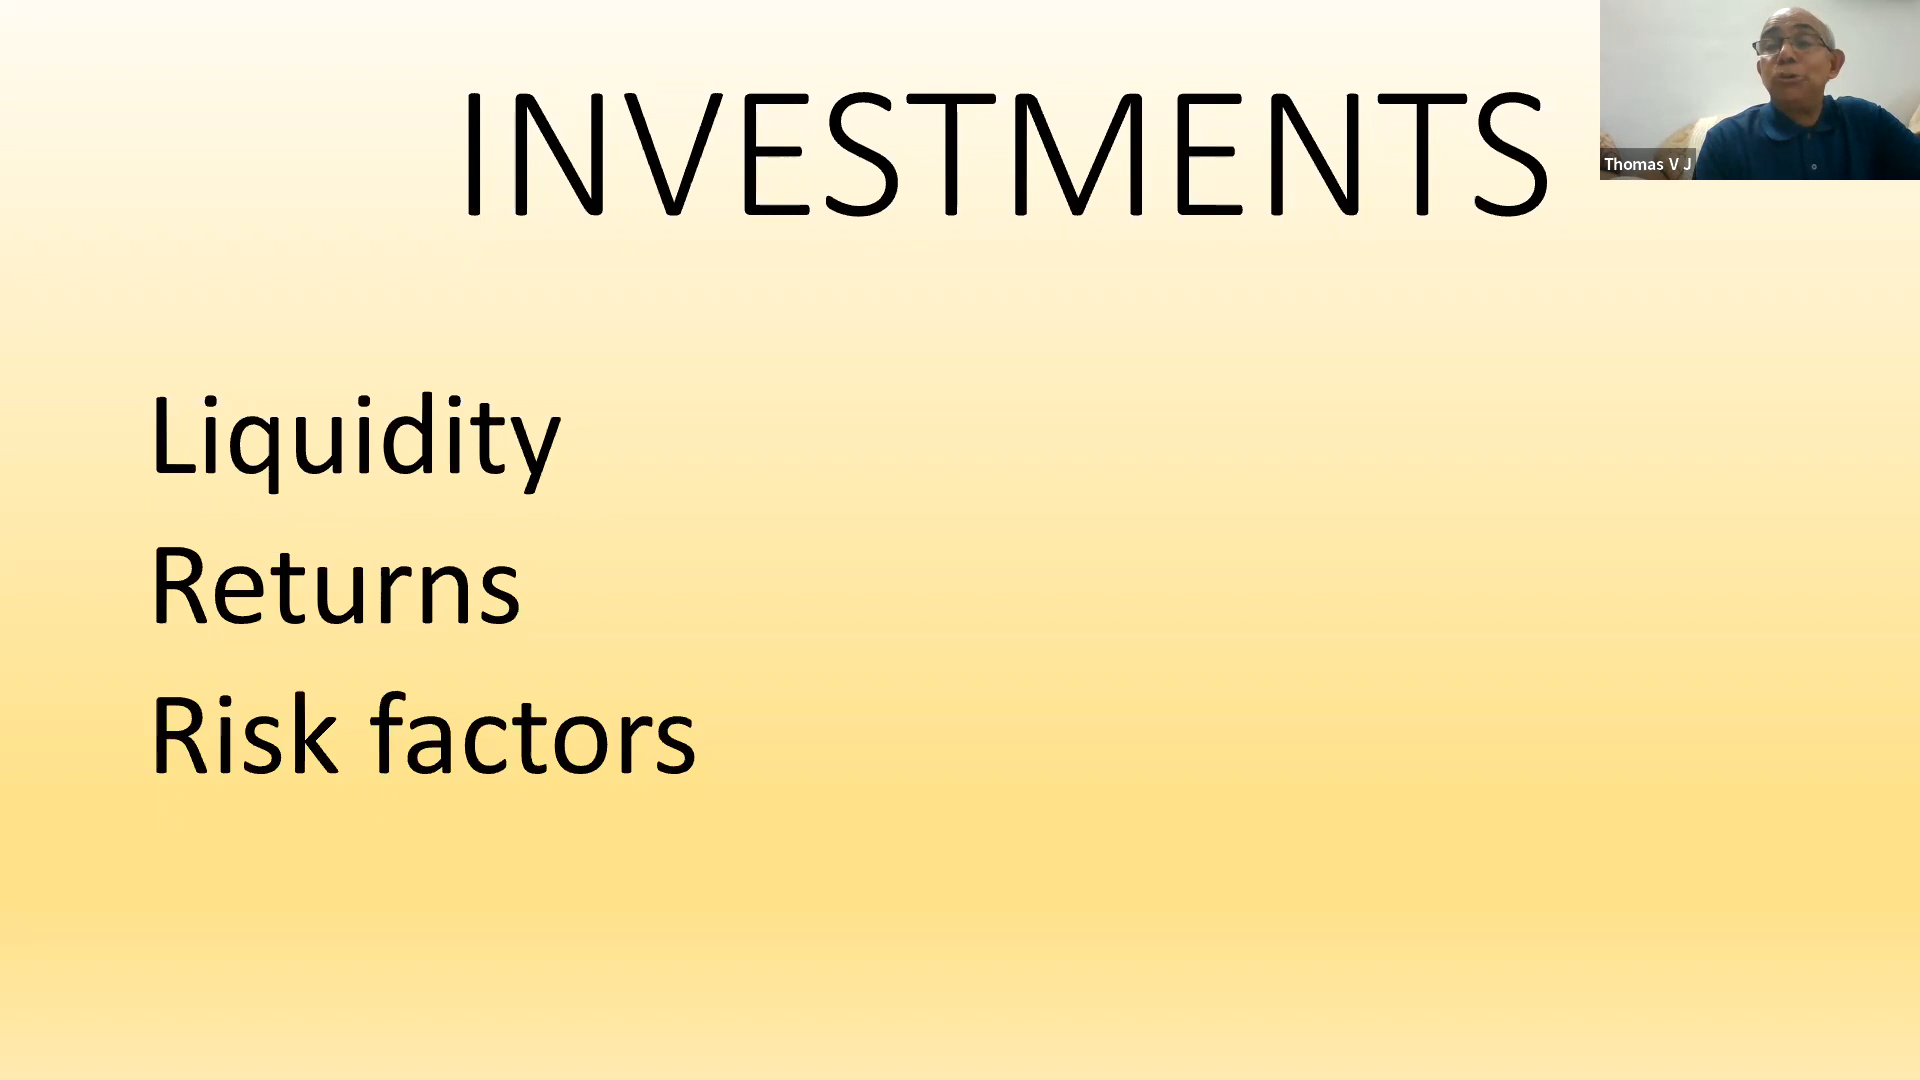 INVESTMENTS
Thomas V J
Liquidity
Returns
Risk factors